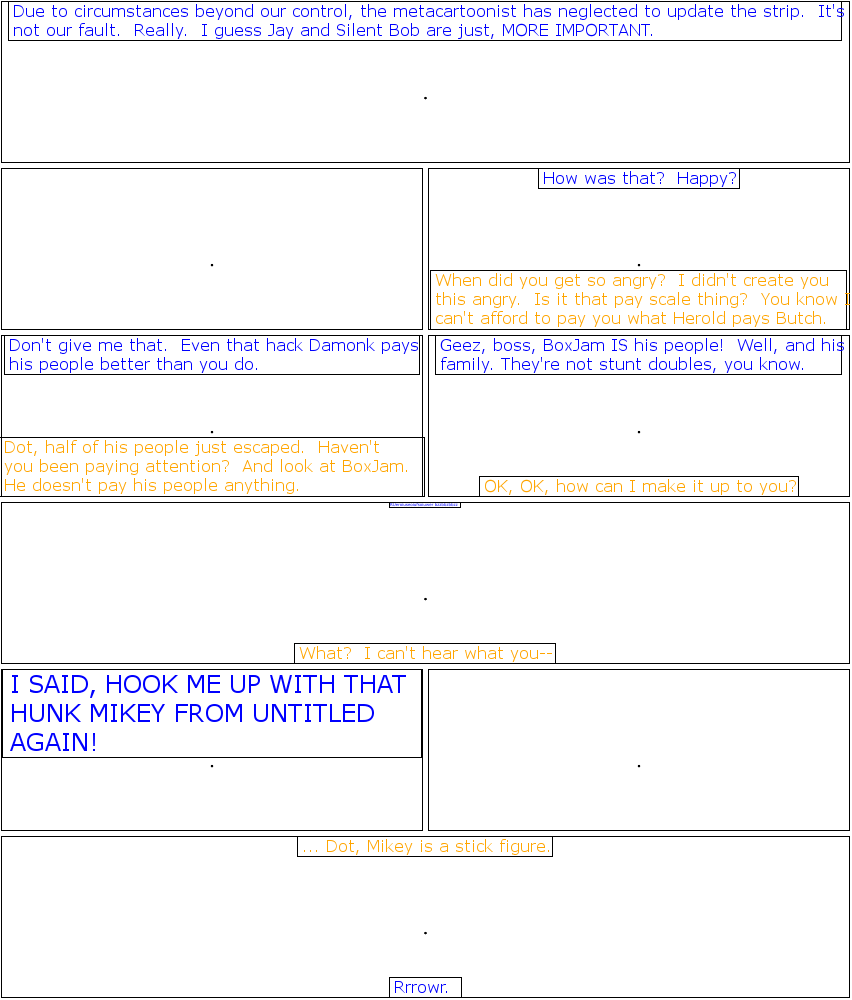 Due to circumstances beyond our control, the metacartoonist has neglected to update the strip.  It's
not our fault.  Really.  I guess Jay and Silent Bob are just, MORE IMPORTANT.
How was that?  Happy?
When did you get so angry?  I didn't create you
this angry.  Is it that pay scale thing?  You know
can't afford to pay you what Herold pays Butch.
Don't give me that.  Even that hack Damonk pays
his people better than you do.
Dot, half of his people just escaped.  Haven't
you been paying attention?  And look at BoxJam.
He doesn't pay his people anything.
Geez, boss, BoxJam IS his people!  Well, and his
family. They're not stunt doubles, you know.
OK, OK, how can I make it up to you?
What?  I can't hear what you--
I SAID, HOOK ME UP WITH THAT
HUNK MIKEY FROM UNTITLED
AGAIN!
... Dot, Mikey is a stick figure.
Rrrowr.